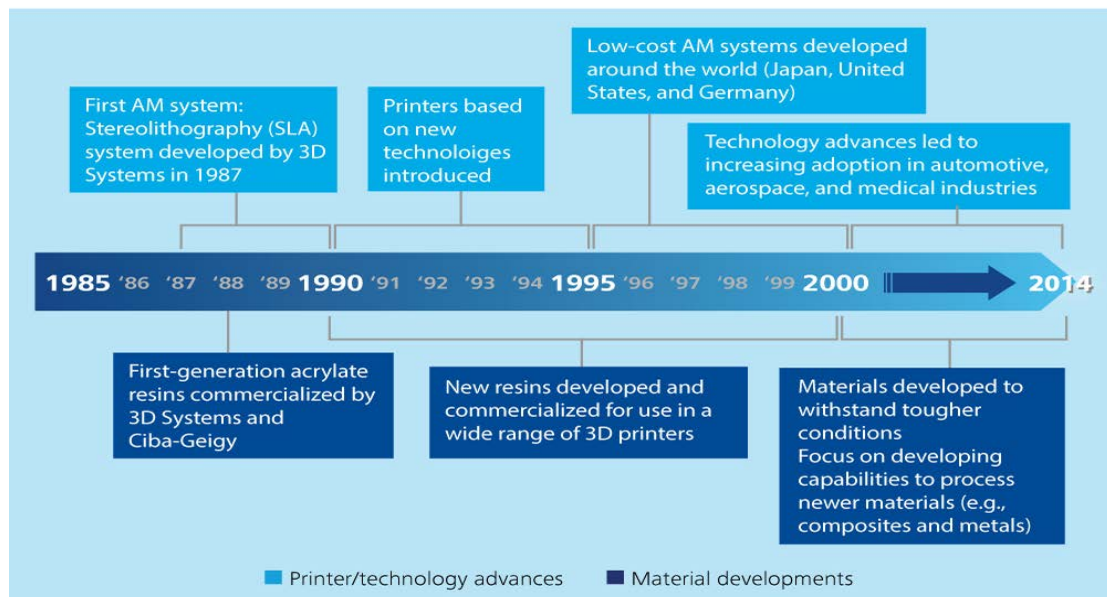 Low-cost AM systems developed
around the world (Japan, United
States, and Germany)
First AM system:
Stereolithography (SLA)
system developed by 3D
Systems in 1987
Printers based
on new
technoloiges
introduced
Technology advances led to
increasing adoption in automotive,
aerospace, and medical industries
1985 '86 '87 '88 '89 1990 '91 '92 '93 '94 1995 '96 '97 '98 '99 2000 2014
First-generation acrylate
resins commercialized by
3D Systems and
Ciba-Geigy
New resins developed and
commercialized for use in a
wide range of 3D printers
Materials developed to
withstand tougher
conditions
Focus on developing
capabilities to process
newer materials (e.g.,
composites and metals)
Printer/technology advances Material developments